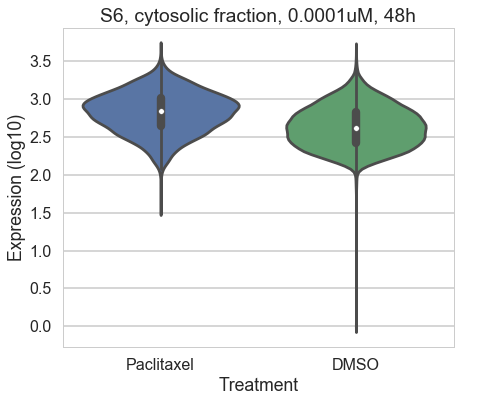 S6, cytosolic fraction, 0.0001uM, 48h
Expression (log10)
3.5
3.0
2.5
2.0
1.5
1.0
0.5
0.0
Paclitaxel DMSO
Treatment